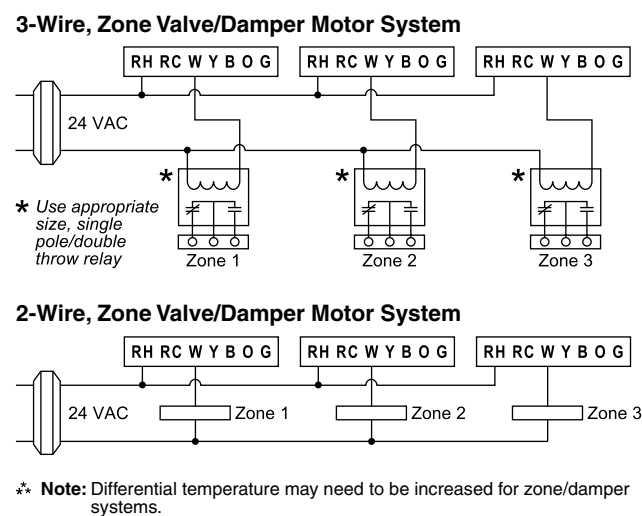 3-Wire, Zone Valve/Damper Motor System
RH RC W Y B O G
RH RC W Y B O G
RH RC W Y B O G
24 VAC
*
*
*
* Use appropriate
size, single
pole/double
throw relay
Zone 1
Zone 2
Zone 3
2-Wire, Zone Valve/Damper Motor System
RH RC W Y B O G
RH RC W Y B O G
RH RC W Y B O G
24 VAC
Zone 1
Zone 2
Zone 3
⁂ Note: Differential temperature may need to be increased for zone/damper
systems.